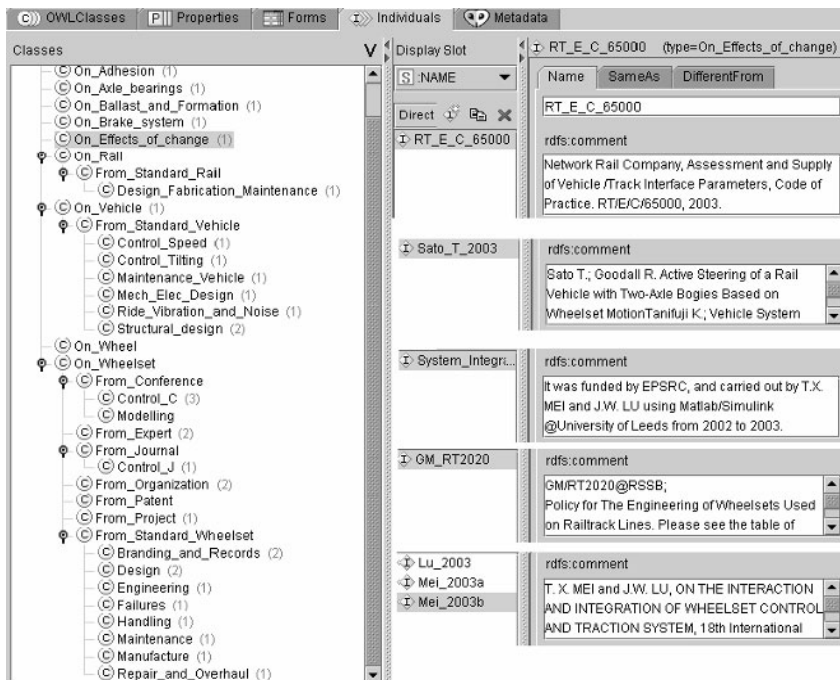 OWLClasses
Properties
Forms
Individuals
Metadata
Classes
V
On_Adhesion (1)
On_Axle_bearings (1)
On_Ballast_and_Formation (1)
On_Brake_system (1)
On_Effects_of_change (1)
On_Rail
From_Standard_Rail
Design_Fabrication_Maintenance (1)
On_Vehicle (1)
From_Standard_Vehicle
Control_Speed (1)
Control_Tilting (1)
Maintenance_Vehicle (1)
Mech_Elec_Design (1)
Ride_Vibration_and_Noise (1)
Structural_design (2)
On_Wheel
On_Wheelset
From_Conference
Control_C (3)
Modelling
From_Expert (2)
From_Journal
Control_J (1)
From_Organization (2)
From_Patent
From_Project (1)
From_Standard_Wheelset
Branding_and_Records (2)
Design (2)
Engineering (1)
Failures (1)
Handling (1)
Maintenance (1)
Manufacture (1)
Repair_and_Overhaul (1)
Display Slot
S :NAME
Direct
RT_E_C_65000
Sato_T_2003
System_Integr...
GM_RT2020
Lu_2003
Mei_2003a
Mei_2003b
RT_E_C_65000 (type=On_Effects_of_change)
Name
SameAs
DifferentFrom
RT_E_C_65000
rdfs:comment
Network Rail Company, Assessment and Supply
of Vehicle /Track Interface Parameters, Code of
Practice. RT/E/C/65000, 2003.
rdfs:comment
Sato T.; Goodall R. Active Steering of a Rail
Vehicle with Two-Axle Bogies Based on
Wheelset MotionTanifuji K.; Vehicle System
rdfs:comment
It was funded by EPSRC, and carried out by T.X.
MEI and J.W. LU using Matlab/Simulink
@University of Leeds from 2002 to 2003.
rdfs:comment
GM/RT2020@RSSB;
Policy for The Engineering of Wheelsets Used
on Railtrack Lines. Please see the table of
rdfs:comment
T. X. MEI and J.W. LU, ON THE INTERACTION
AND INTEGRATION OF WHEELSET CONTROL
AND TRACTION SYSTEM, 18th International